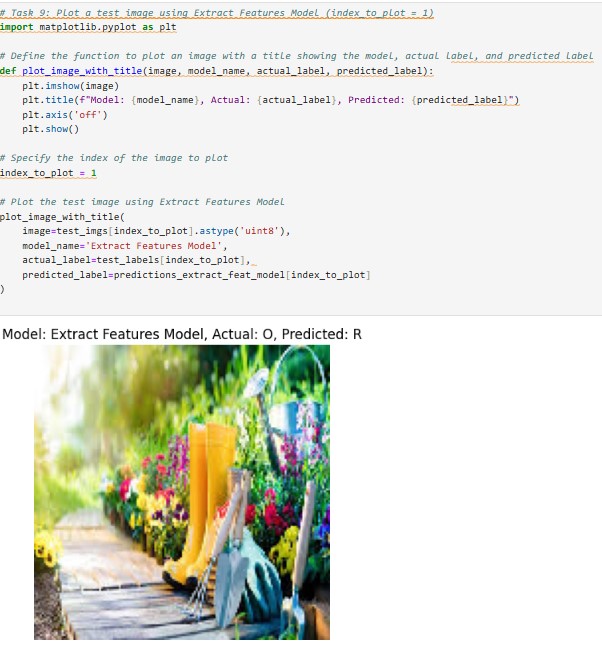 # Task 9: Plot a test image using Extract Features Model (index_to_plot = 1)
import matplotlib.pyplot as plt
# Define the function to plot an image with a title showing the model, actual label, and predicted label
def plot_image_with_title(image, model_name, actual_label, predicted_label):
    plt.imshow(image)
    plt.title(f"Model: {model_name}, Actual: {actual_label}, Predicted: {predicted_label}")
    plt.axis('off')
    plt.show()
# Specify the index of the image to plot
index_to_plot = 1
# Plot the test image using Extract Features Model
plot_image_with_title(
    image=test_imgs[index_to_plot].astype('uint8'),
    model_name='Extract Features Model',
    actual_label=test_labels[index_to_plot],
    predicted_label=predictions_extract_feat_model[index_to_plot]
)
Model: Extract Features Model, Actual: O, Predicted: R